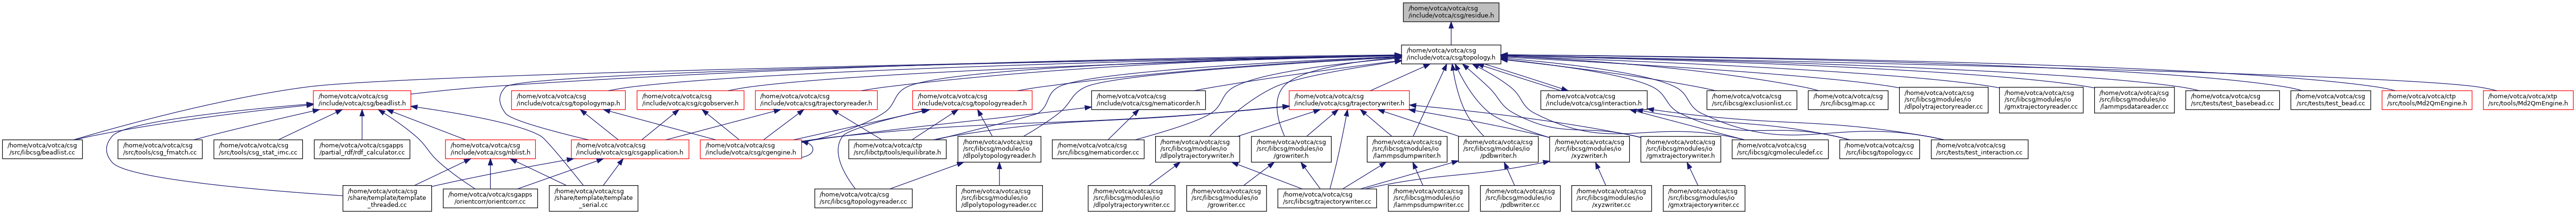 /home/votca/votca/csg
/include/votca/csg/residue.h
/home/votca/votca/csg
/include/votca/csg/topology.h
/home/votca/votca/csg
/include/votca/csg/beadlist.h
/home/votca/votca/csg
/include/votca/csg/topologymap.h
/home/votca/votca/csg
/include/votca/csg/cgobserver.h
/home/votca/votca/csg
/include/votca/csg/trajectoryreader.h
/home/votca/votca/csg
/include/votca/csg/topologyreader.h
/home/votca/votca/csg
/include/votca/csg/nematicorder.h
/home/votca/votca/csg
/include/votca/csg/trajectorywriter.h
/home/votca/votca/csg
/include/votca/csg/interaction.h
/home/votca/votca/csg
/src/libcsg/exclusionlist.cc
/home/votca/votca/csg
/src/libcsg/map.cc
/home/votca/votca/csg
/src/libcsg/modules/io
/dlpolytrajectoryreader.cc
/home/votca/votca/csg
/src/libcsg/modules/io
/gmxtrajectoryreader.cc
/home/votca/votca/csg
/src/libcsg/modules/io
/lammpsdatareader.cc
/home/votca/votca/csg
/src/tests/test_basebead.cc
/home/votca/votca/csg
/src/tests/test_bead.cc
/home/votca/votca/ctp
/src/tools/Md2QmEngine.h
/home/votca/votca/xtp
/src/tools/Md2QmEngine.h
/home/votca/votca/csg
/src/libcsg/beadlist.cc
/home/votca/votca/csg
/src/tools/csg_fmatch.cc
/home/votca/votca/csg
/src/tools/csg_stat_imc.cc
/home/votca/votca/csgapps
/partial_rdf/rdf_calculator.cc
/home/votca/votca/csg
/include/votca/csg/nblist.h
/home/votca/votca/csg
/include/votca/csg/csgapplication.h
/home/votca/votca/csg
/include/votca/csg/cgengine.h
/home/votca/votca/ctp
/src/libctp/tools/equilibrate.h
/home/votca/votca/csg
/src/libcsg/modules/io
/dlpolytopologyreader.h
/home/votca/votca/csg
/src/libcsg/nematicorder.cc
/home/votca/votca/csg
/src/libcsg/modules/io
/dlpolytrajectorywriter.h
/home/votca/votca/csg
/src/libcsg/modules/io
/growriter.h
/home/votca/votca/csg
/src/libcsg/modules/io
/lammpsdumpwriter.h
/home/votca/votca/csg
/src/libcsg/modules/io
/pdbwriter.h
/home/votca/votca/csg
/src/libcsg/modules/io
/xyzwriter.h
/home/votca/votca/csg
/src/libcsg/modules/io
/gmxtrajectorywriter.h
/home/votca/votca/csg
/src/libcsg/cgmoleculedef.cc
/home/votca/votca/csg
/src/libcsg/topology.cc
/home/votca/votca/csg
/src/tests/test_interaction.cc
/home/votca/votca/csg
/share/template/template
_threaded.cc
/home/votca/votca/csgapps
/orientcorr/orientcorr.cc
/home/votca/votca/csg
/share/template/template
_serial.cc
/home/votca/votca/csg
/src/libcsg/topologyreader.cc
/home/votca/votca/csg
/src/libcsg/modules/io
/dlpolytopologyreader.cc
/home/votca/votca/csg
/src/libcsg/modules/io
/dlpolytrajectorywriter.cc
/home/votca/votca/csg
/src/libcsg/modules/io
/growriter.cc
/home/votca/votca/csg
/src/libcsg/trajectorywriter.cc
/home/votca/votca/csg
/src/libcsg/modules/io
/lammpsdumpwriter.cc
/home/votca/votca/csg
/src/libcsg/modules/io
/pdbwriter.cc
/home/votca/votca/csg
/src/libcsg/modules/io
/xyzwriter.cc
/home/votca/votca/csg
/src/libcsg/modules/io
/gmxtrajectorywriter.cc